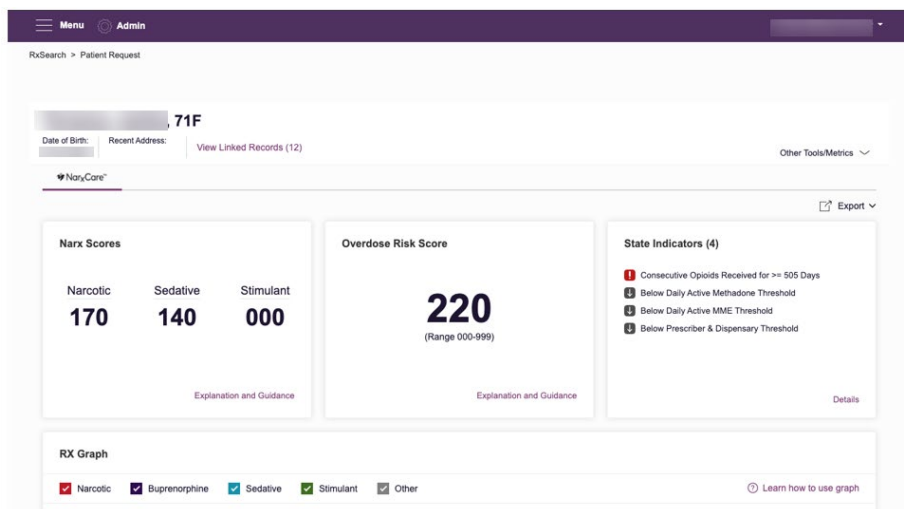 Menu Admin
RxSearch > Patient Request
, 71F
Date of Birth: Recent Address: View Linked Records (12)
Other Tools/Metrics
NarxCare™
Export
Narx Scores
Narcotic Sedative Stimulant
170 140 000
Explanation and Guidance
Overdose Risk Score
220
(Range 000-999)
Explanation and Guidance
State Indicators (4)
Consecutive Opioids Received for >= 505 Days
Below Daily Active Methadone Threshold
Below Daily Active MME Threshold
Below Prescriber & Dispensary Threshold
Details
RX Graph
Narcotic Buprenorphine Sedative Stimulant Other
Learn how to use graph